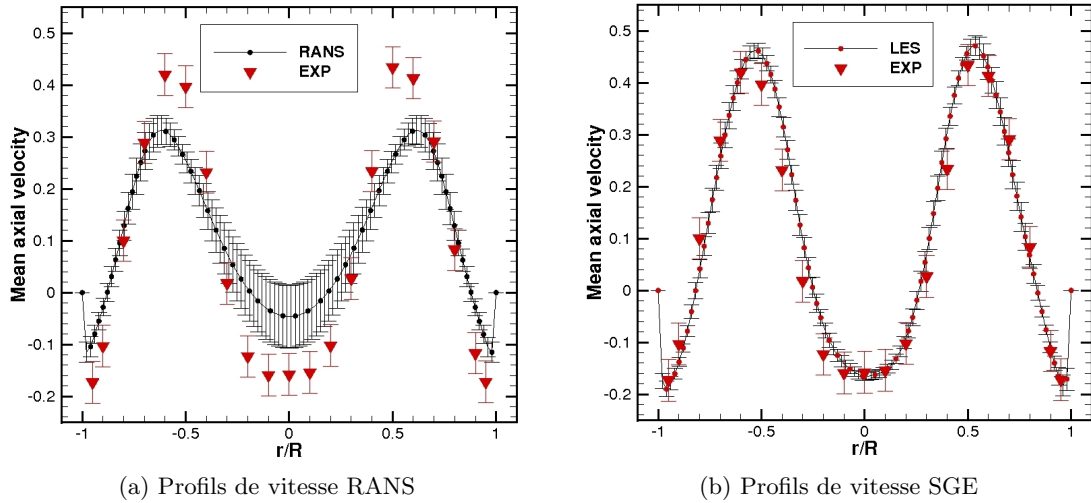 RANS
EXP
Mean axial velocity
0.5
0.4
0.3
0.2
0.1
0
-0.1
-0.2
-1
-0.5
0
0.5
1
r/R
(a) Profils de vitesse RANS
LES
EXP
Mean axial velocity
0.5
0.4
0.3
0.2
0.1
0
-0.1
-0.2
-1
-0.5
0
0.5
1
r/R
(b) Profils de vitesse SGE